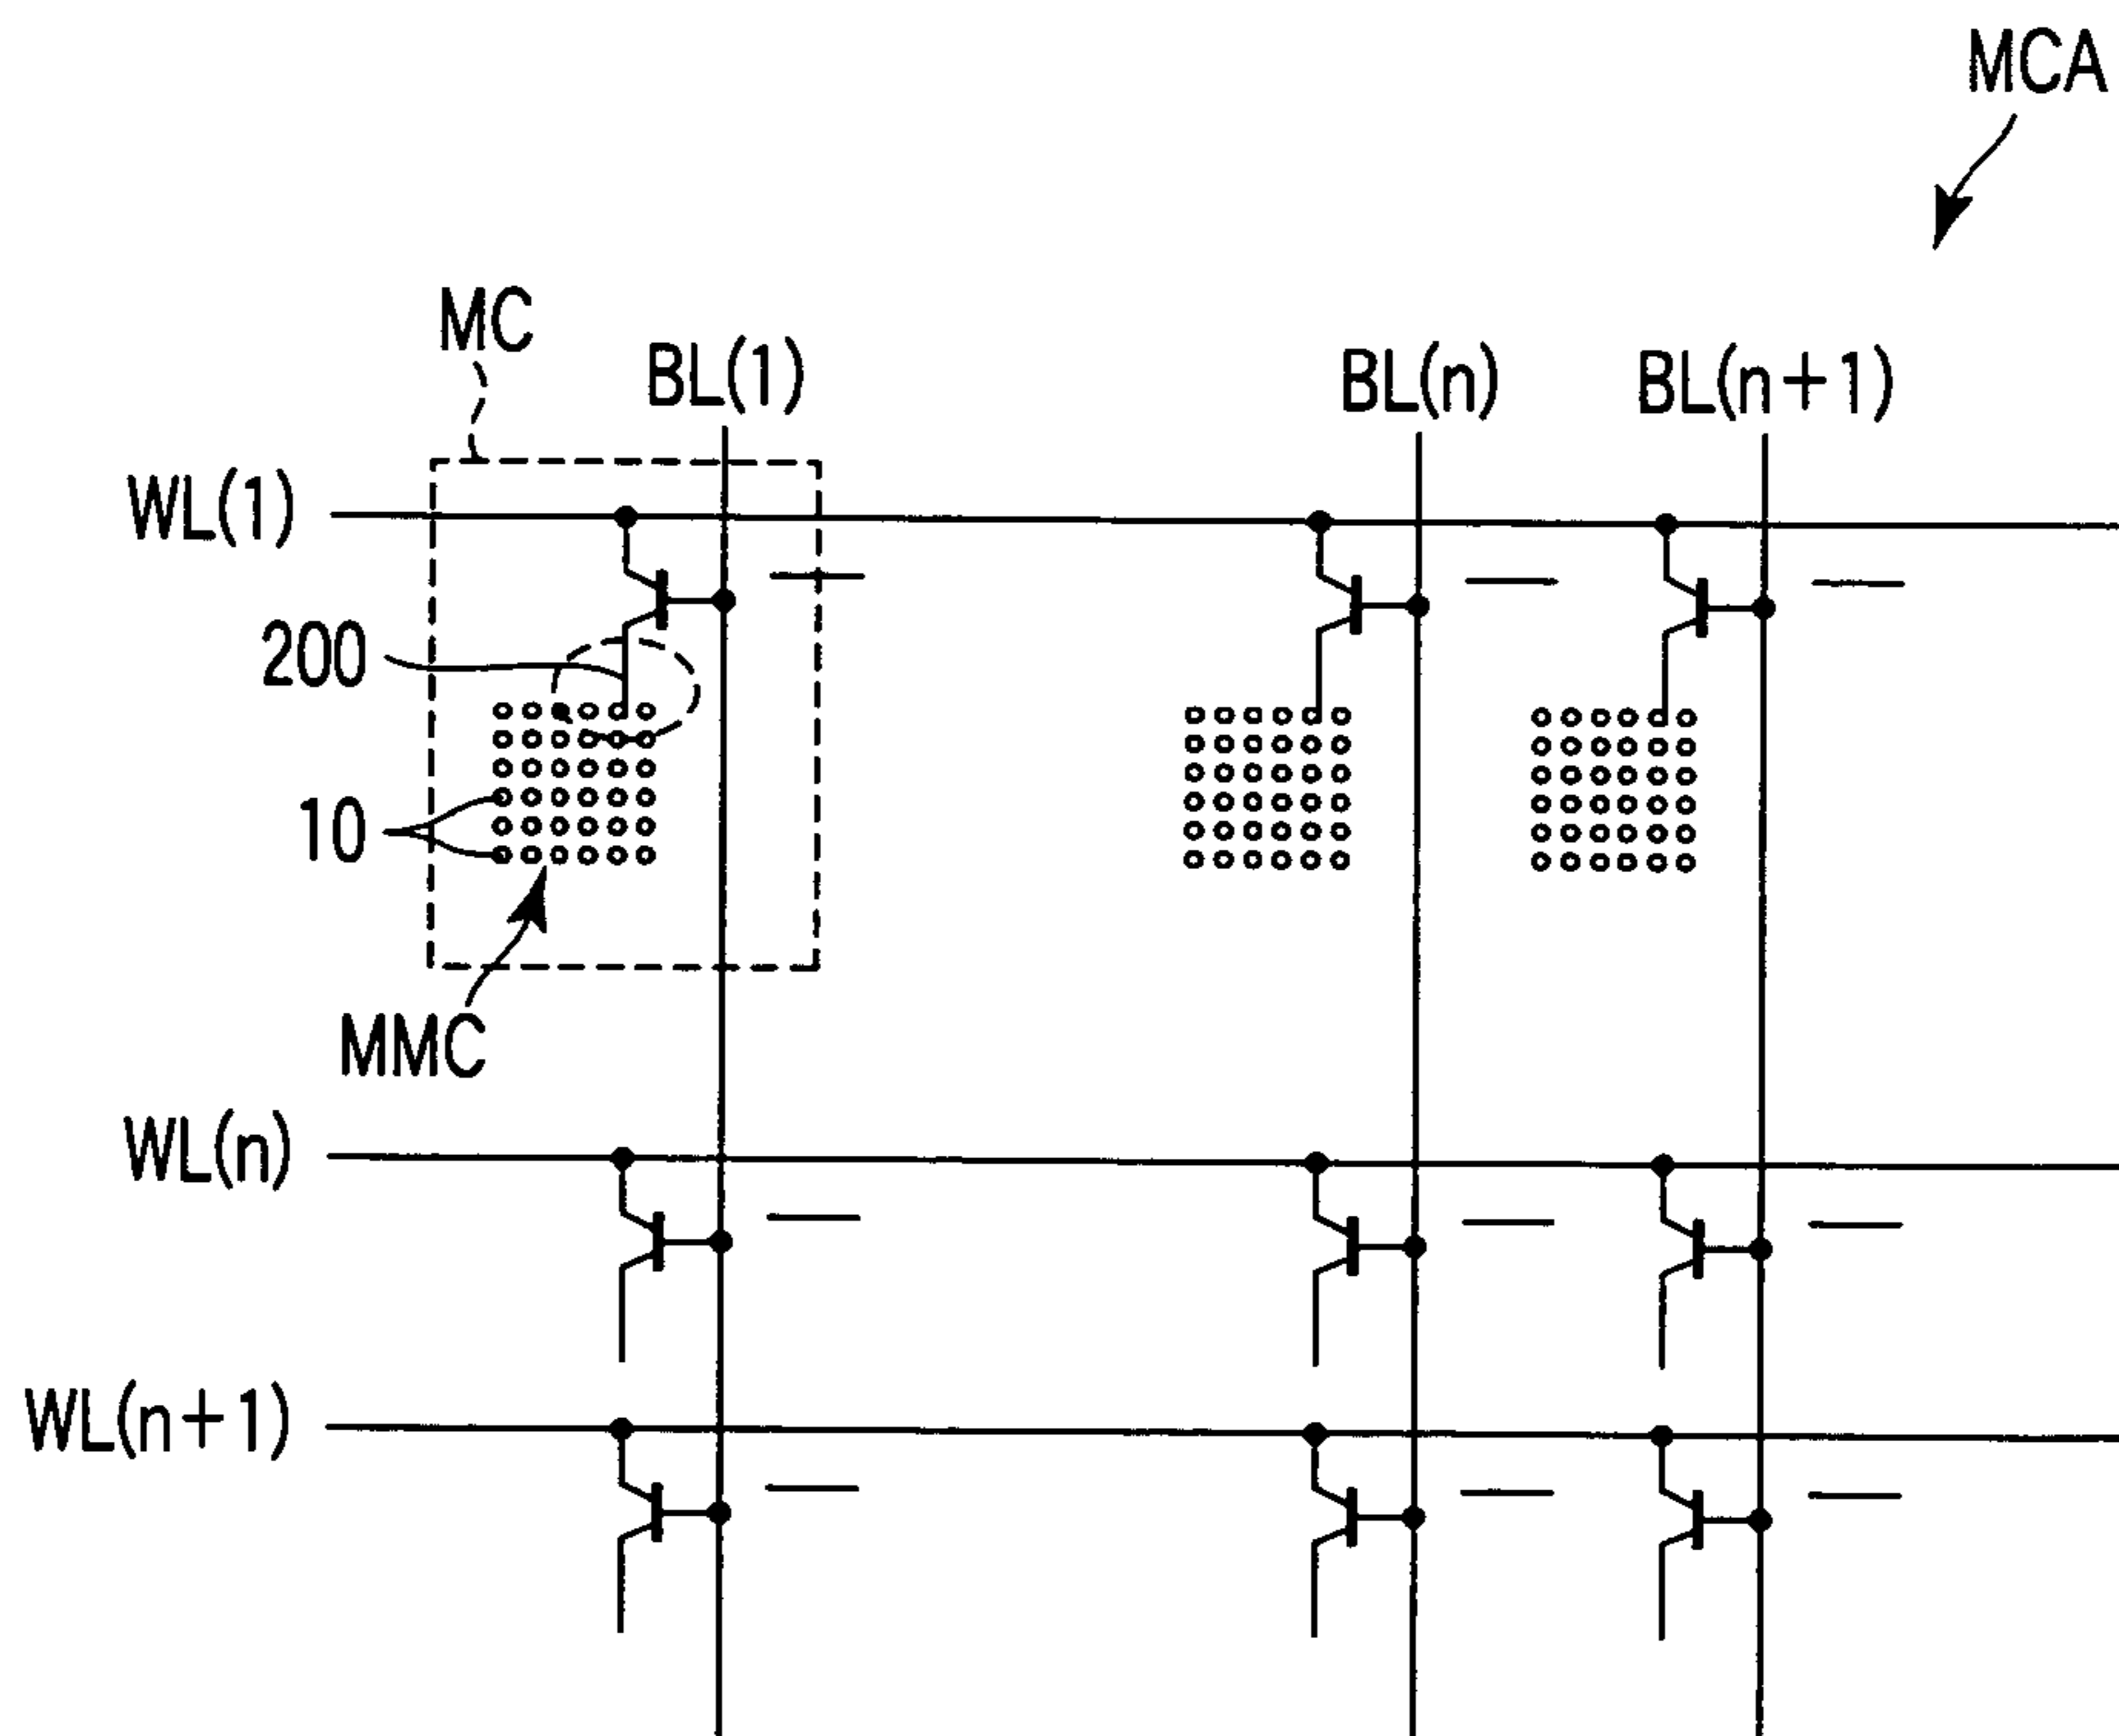 MCA
MC
BL(1)
BL(n)
BL(n+1)
WL(1)
200
10
MMC
WL(n)
WL(n+1)